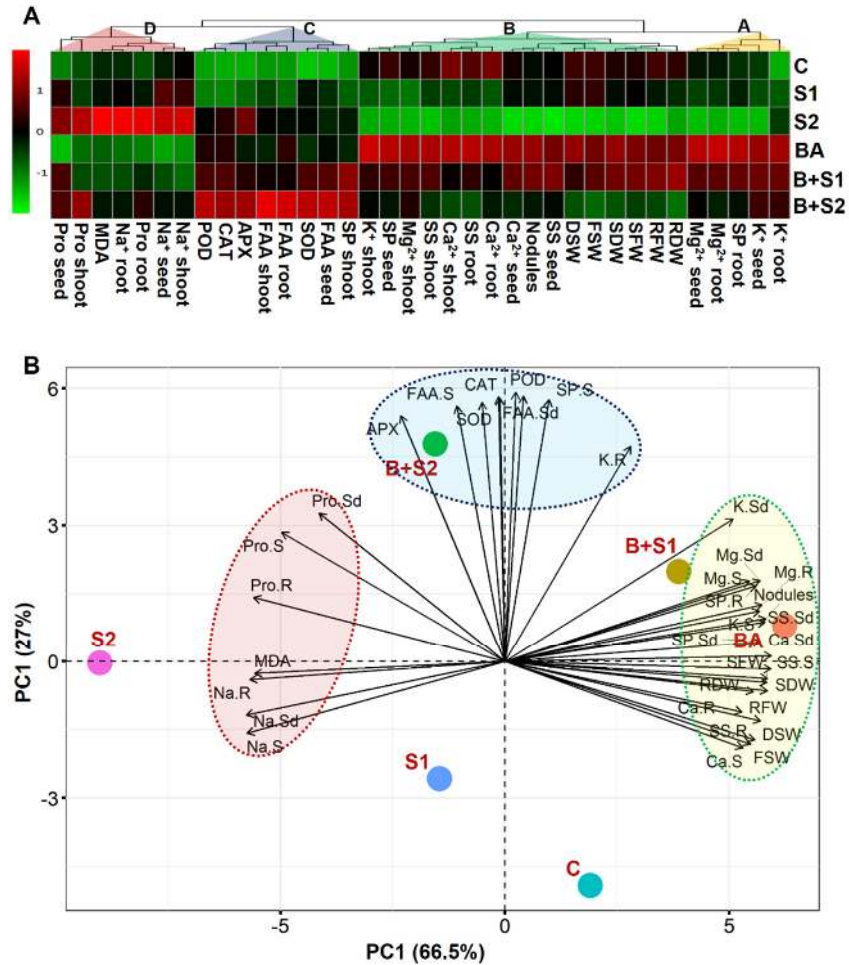 A
D C B A
1
0
-1
C
S1
S2
BA
B+S1
B+S2
Pro seed
Pro shoot
MDA
Na⁺ root
Pro root
Na⁺ seed
Na⁺ shoot
POD
CAT
APX
FAA shoot
FAA root
SOD
FAA seed
SP shoot
K⁺ shoot
SP seed
Mg²⁺ shoot
SS shoot
Ca²⁺ shoot
SS root
Ca²⁺ root
Ca²⁺ seed
Nodules
SS seed
DSW
FSW
SDW
SFW
RFW
RDW
Mg²⁺ seed
Mg²⁺ root
SP root
K⁺ seed
K⁺ root
B
6
3
0
-3
PC1 (27%)
FAA.S CAT POD SP.S
APX SOD FAA.Sd
B+S2
K.R
Pro.Sd
Pro.S
Pro.R
S2
MDA
Na.R
Na.Sd
Na.S
K.Sd
B+S1
Mg.Sd
Mg.S Mg.R
SP.R Nodules
K.S SS.Sd
SP.Sd BA Ca.Sd
SFW SS.S
RDW SDW
Ca.R RFW
SS.R DSW
Ca.S FSW
S1
C
-5 0 5
PC1 (66.5%)